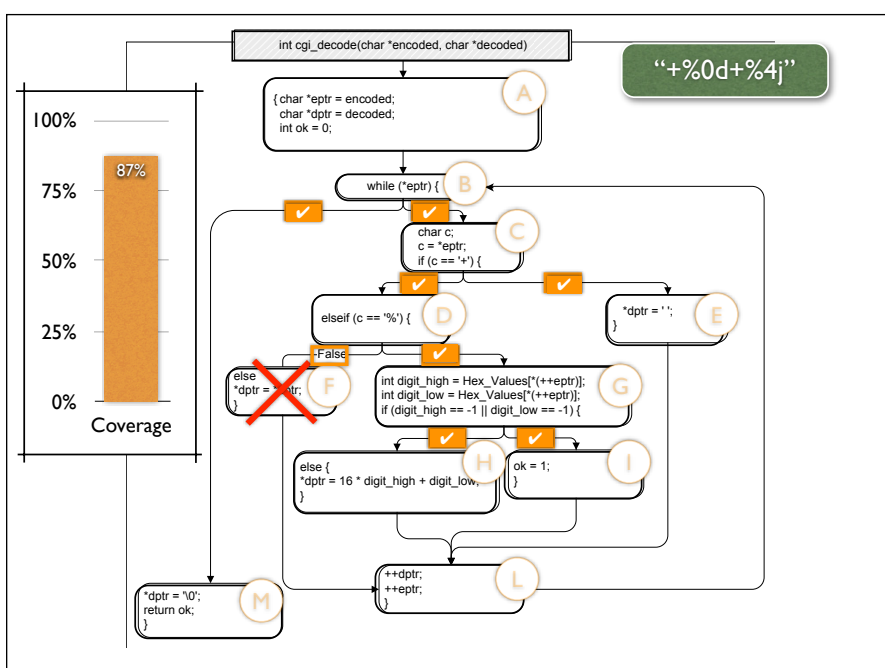 int cgi_decode(char *encoded, char *decoded)
“+%0d+%4j”
A
{ char *eptr = encoded;
char *dptr = decoded;
int ok = 0;
100%
87%
75%
50%
25%
0%
Coverage
while (*eptr) {
B
✔
✔
char c;
c = *eptr;
if (c == '+') {
C
✔
✔
elseif (c == '%') {
D
*dptr = ' ';
}
E
-False
✔
else
*dptr =
}
F
int digit_high = Hex_Values[*(++eptr)];
int digit_low = Hex_Values[*(++eptr)];
if (digit_high == -1 || digit_low == -1) {
G
✔
✔
else {
*dptr = 16 * digit_high + digit_low;
}
H
ok = 1;
}
I
++dptr;
++eptr;
}
L
*dptr = '\0';
return ok;
}
M